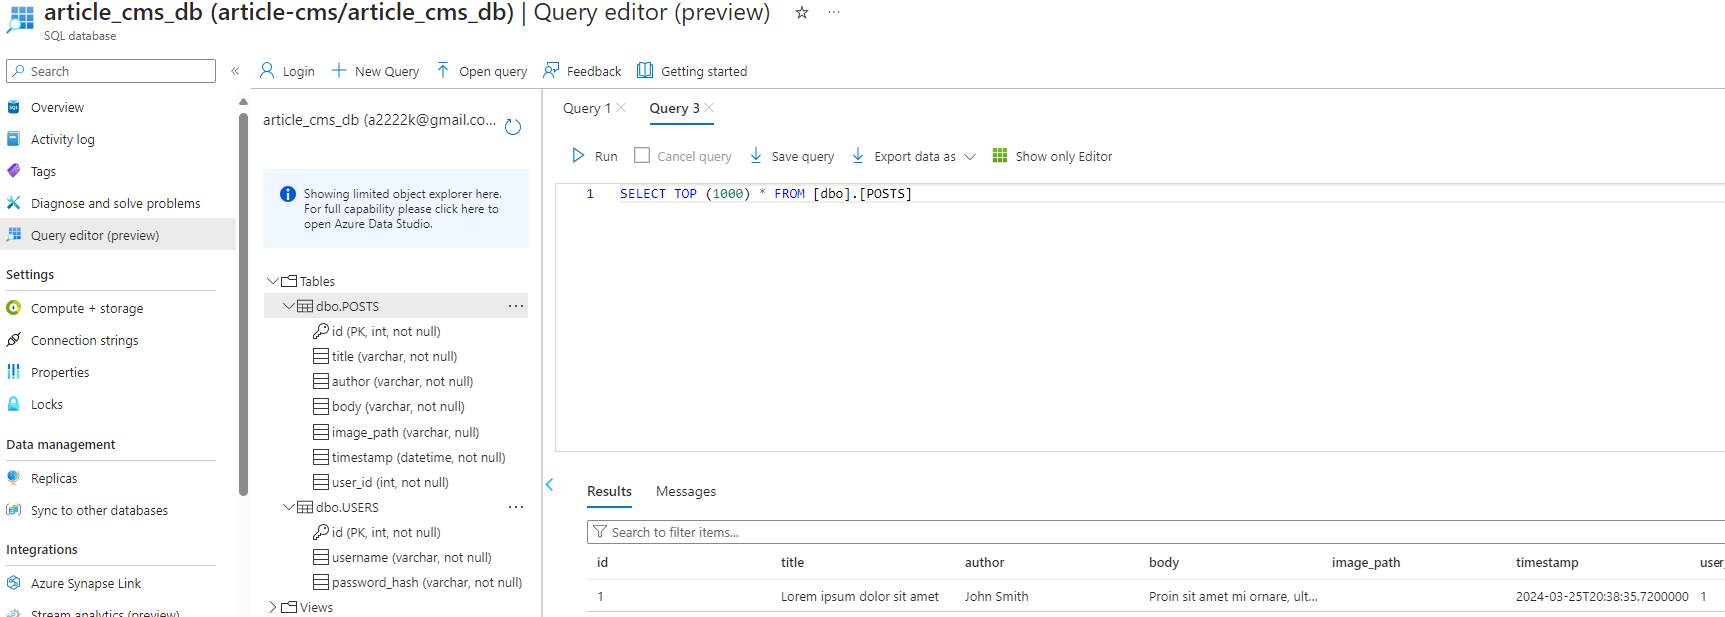 article_cms_db (article-cms/article_cms_db) | Query editor (preview)
SQL database
Search
Login
New Query
Open query
Feedback
Getting started
Overview
Activity log
Tags
Diagnose and solve problems
Query editor (preview)
Settings
Compute + storage
Connection strings
Properties
Locks
Data management
Replicas
Sync to other databases
Integrations
Azure Synapse Link
Stream analytics (preview)
article_cms_db (a2222k@gmail.co...
Showing limited object explorer here.
For full capability please click here to
open Azure Data Studio.
Tables
dbo.POSTS
id (PK, int, not null)
title (varchar, not null)
author (varchar, not null)
body (varchar, not null)
image_path (varchar, null)
timestamp (datetime, not null)
user_id (int, not null)
dbo.USERS
id (PK, int, not null)
username (varchar, not null)
password_hash (varchar, not null)
Views
Query 1
Query 3
Run
Cancel query
Save query
Export data as
Show only Editor
1 SELECT TOP (1000) * FROM [dbo].[POSTS]
Results
Messages
Search to filter items...
id title author body image_path timestamp user_
1 Lorem ipsum dolor sit amet John Smith Proin sit amet mi ornare, ult... 2024-03-25T20:38:35.7200000 1